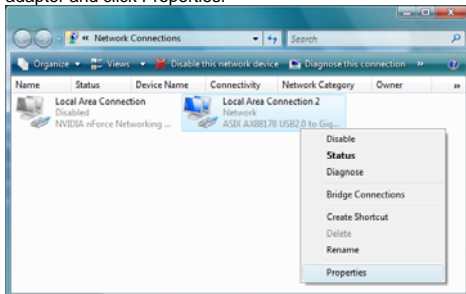 adapter and click Properties.
« Network Connections
Search
Organize Views Disable this network device Diagnose this connection »
Name Status Device Name Connectivity Network Category Owner »
Local Area Connection
Disabled
NVIDIA nForce Networking ...
Local Area Connection 2
Network
ASIX AX88178 USB2.0 to Gig...
Disable
Status
Diagnose
Bridge Connections
Create Shortcut
Delete
Rename
Properties